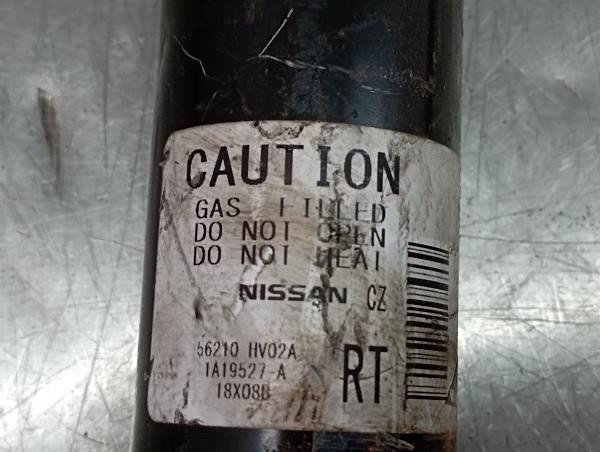 CAUTION
GAS FILLED
DO NOT OPEN
DO NOT HEAT
NISSAN CZ
56210 HV02A
1A19527-A
18X08B
RT